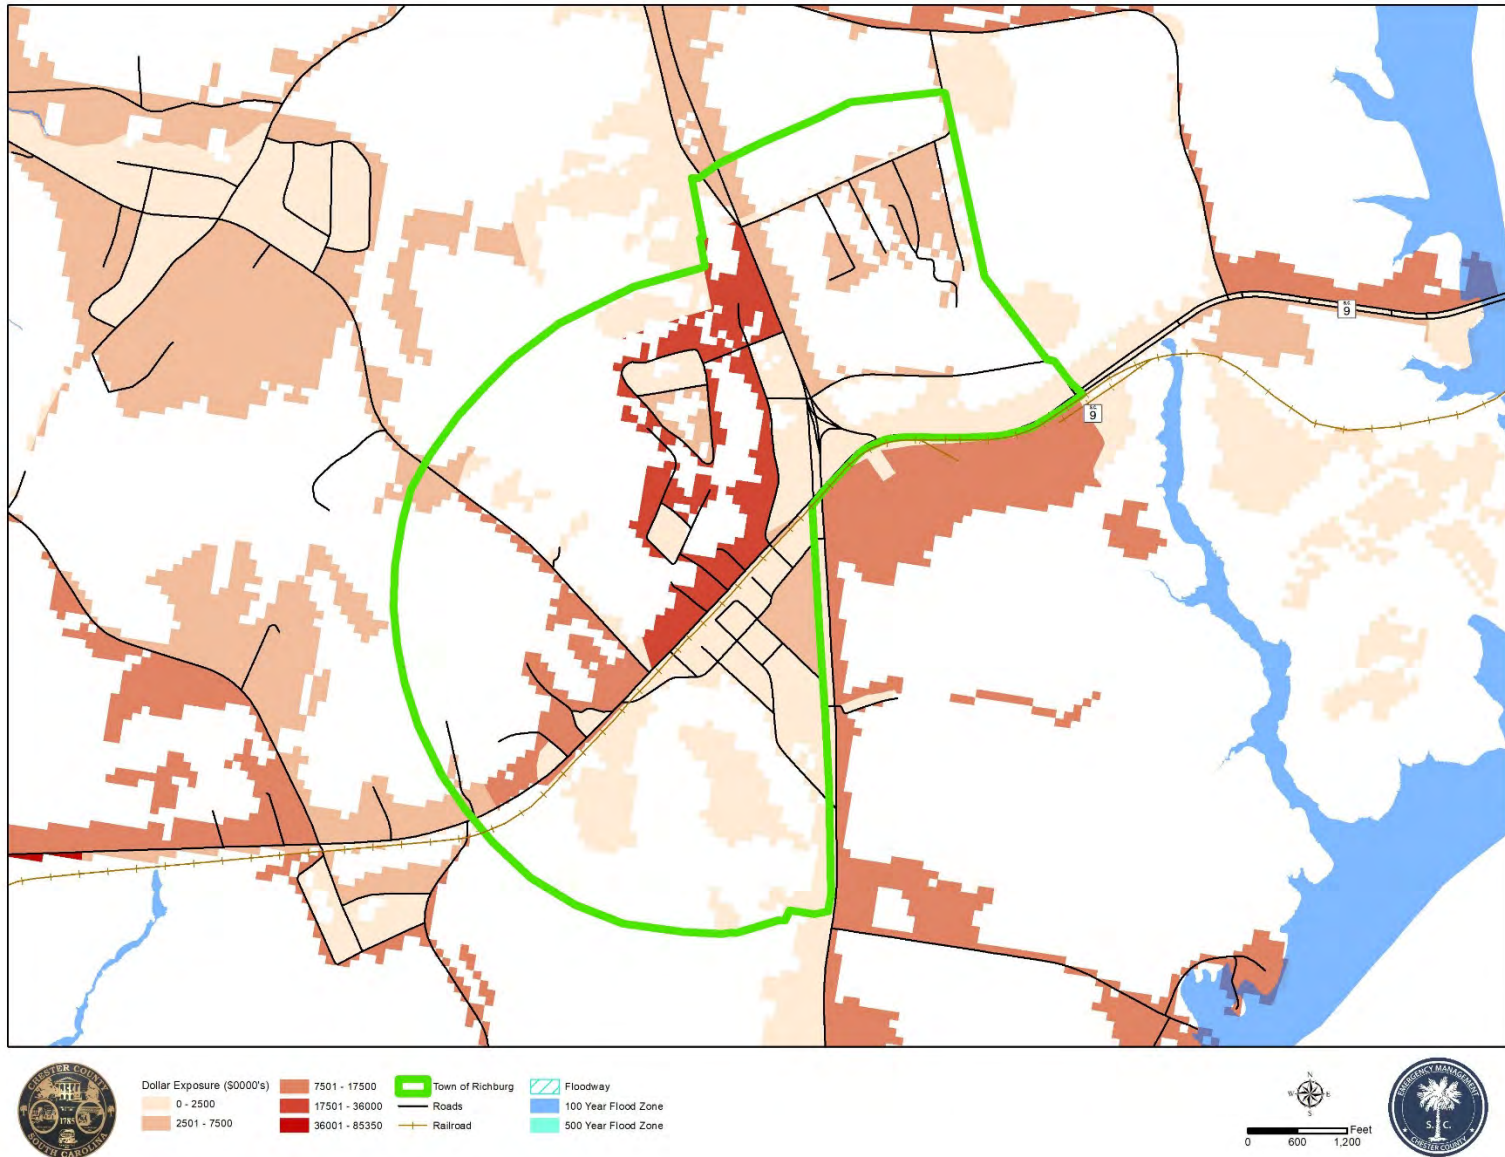 S.C.
9
S.C.
9
CHESTER COUNTY
1785
SOUTH CAROLINA
Dollar Exposure ($0000's)
0 - 2500
2501 - 7500
7501 - 17500
17501 - 36000
36001 - 85350
Town of Richburg
Roads
Railroad
Floodway
100 Year Flood Zone
500 Year Flood Zone
N
W E
S
Feet
0 600 1,200
EMERGENCY MANAGEMENT
S. C.
CHESTER COUNTY